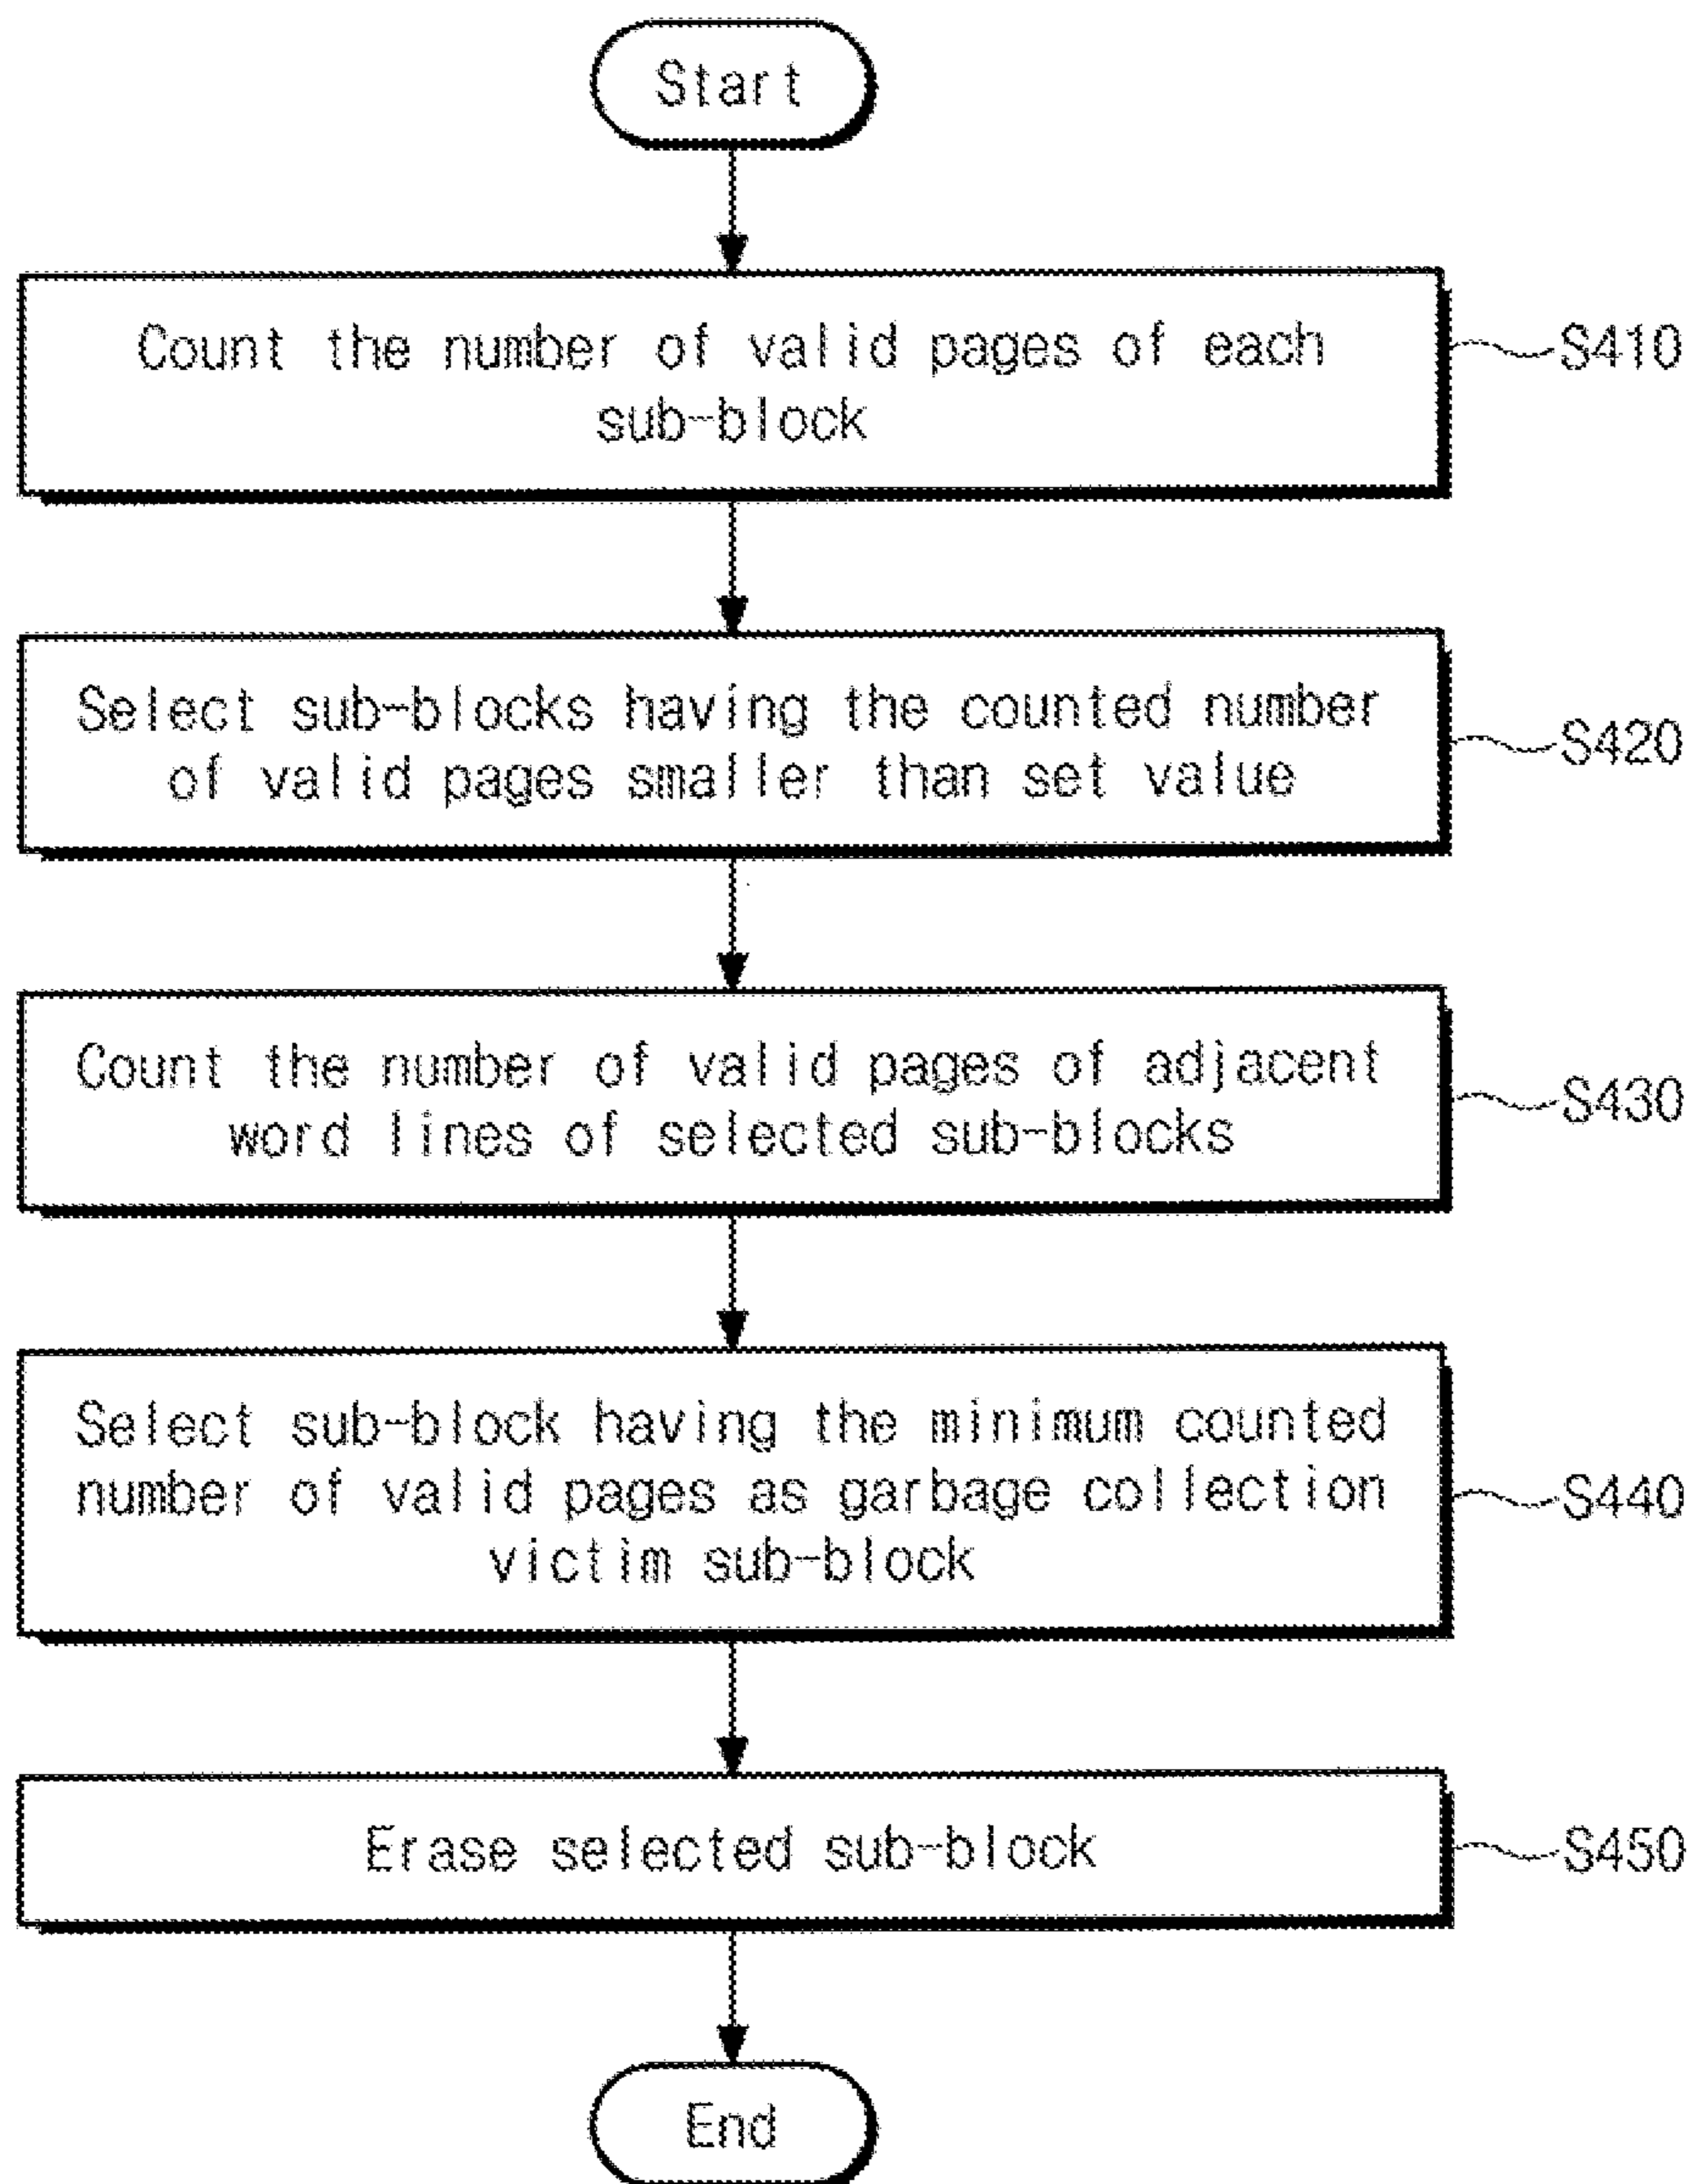 Start
Count the number of valid pages of each
sub-block
S410
Select sub-blocks having the counted number
of valid pages smaller than set value
S420
Count the number of valid pages of adjacent
word lines of selected sub-blocks
S430
Select sub-block having the minimum counted
number of valid pages as garbage collection
victim sub-block
S440
Erase selected sub-block
S450
End